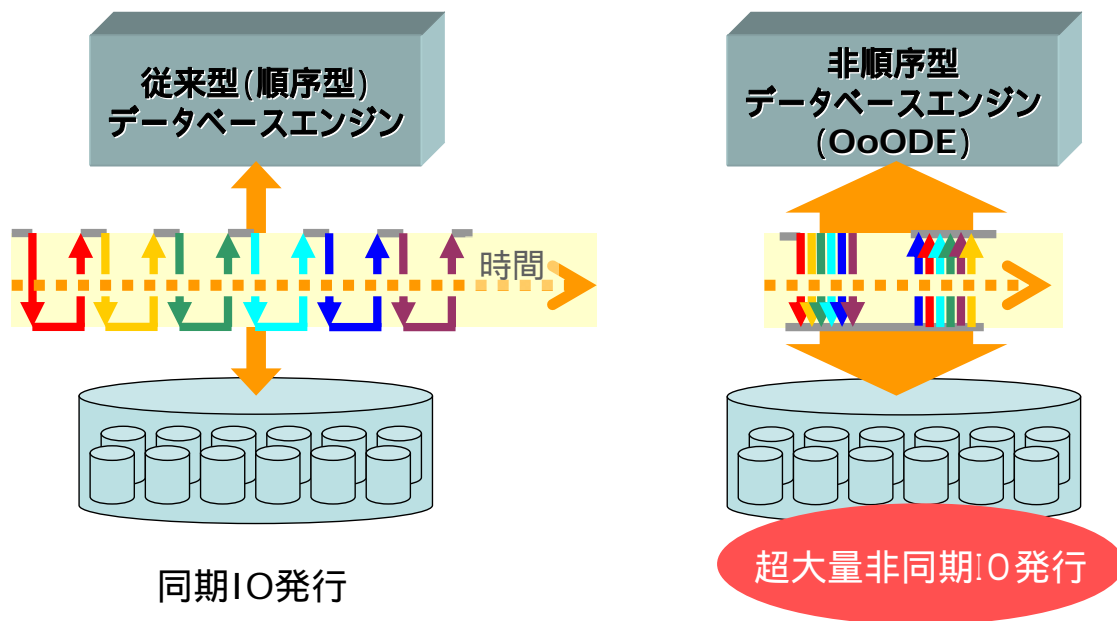 従来型(順序型)
データベースエンジン
時間
同期IO発行
非順序型
データベースエンジン
(OoODE)
超大量非同期IO発行